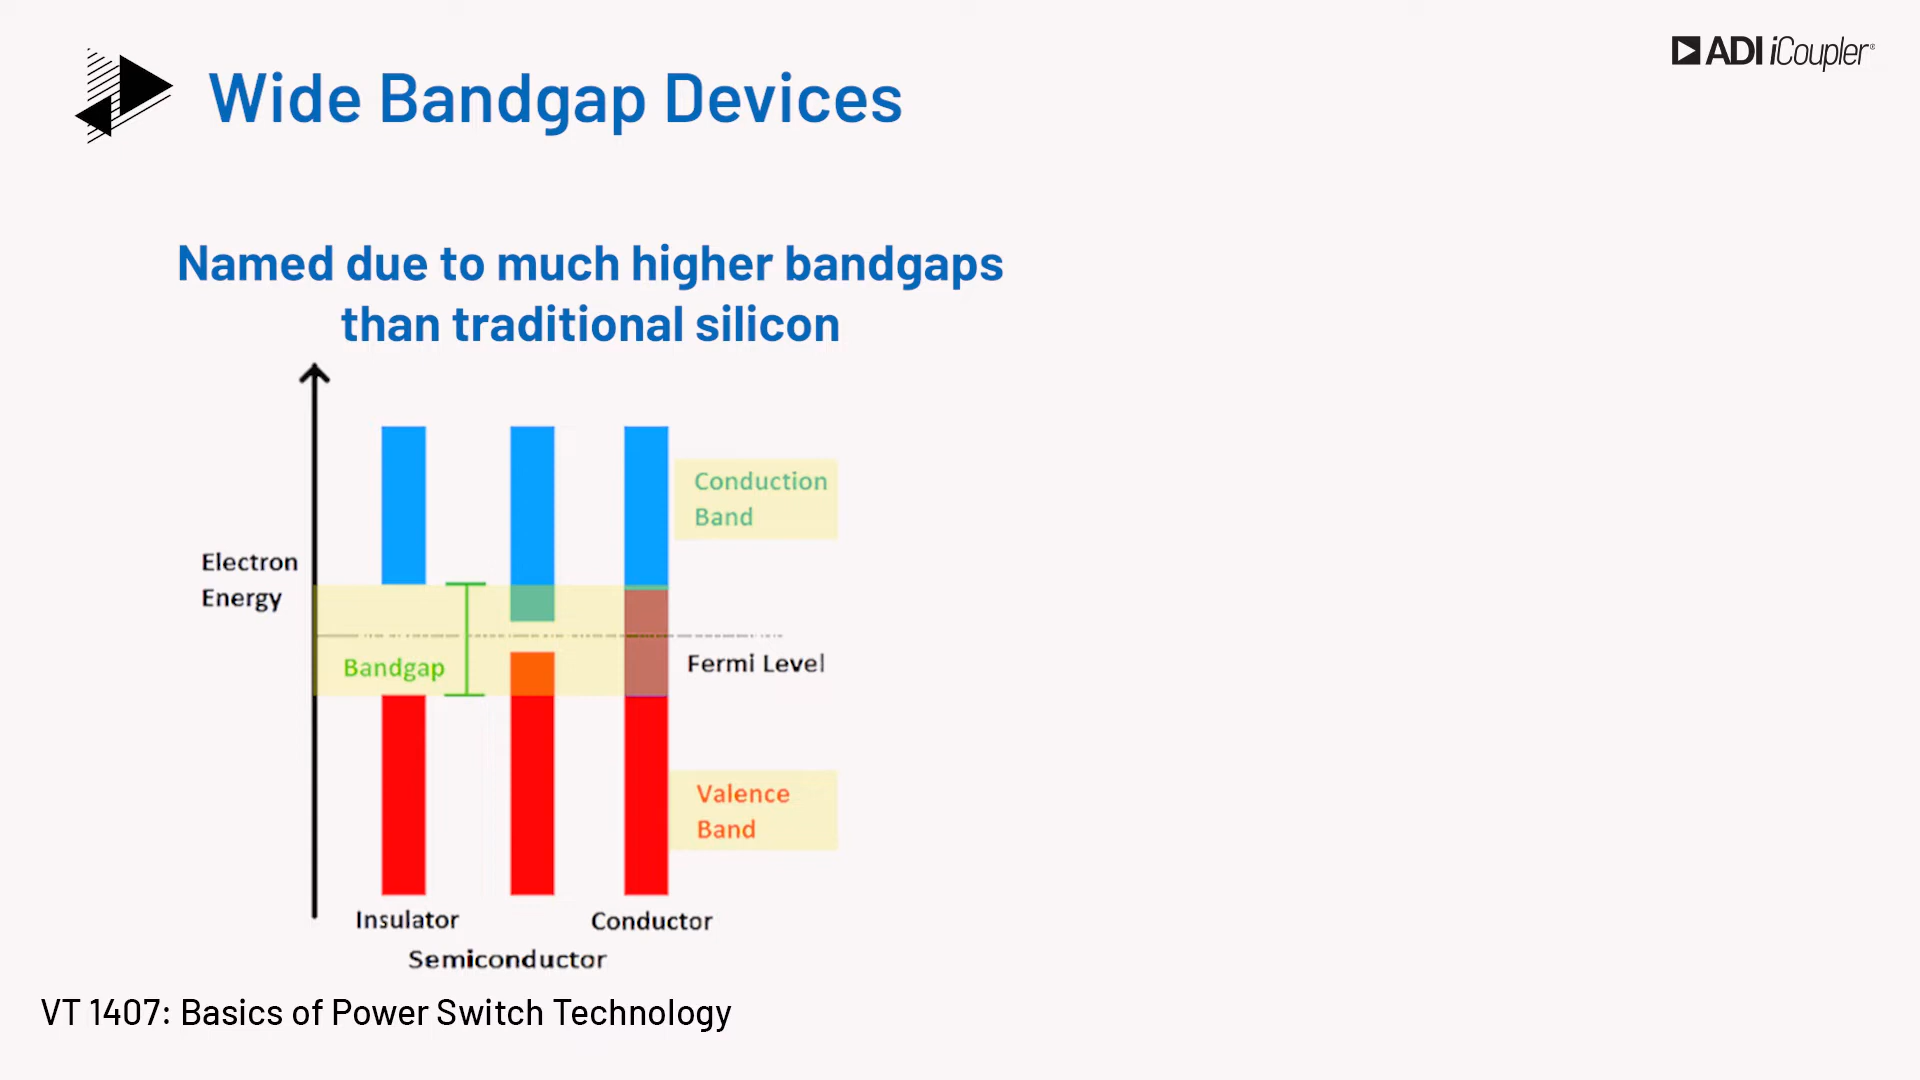 ADI iCoupler®
Wide Bandgap Devices
Named due to much higher bandgaps
than traditional silicon
Conduction
Band
Electron
Energy
Bandgap
Fermi Level
Valence
Band
Insulator
Conductor
Semiconductor
VT 1407: Basics of Power Switch Technology